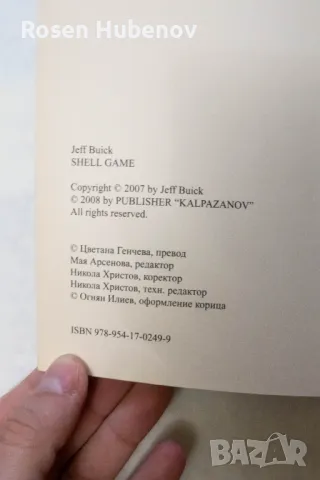 Rosen Hubenov
Jeff Buick
SHELL GAME
Copyright © 2007 by Jeff Buick
© 2008 by PUBLISHER "KALPAZANOV"
All rights reserved.
© Цветана Генчева, превод
Мая Арсенова, редактор
Никола Христов, коректор
Никола Христов, техн. редактор
© Огнян Илиев, оформление корица
ISBN 978-954-17-0249-9
БАЗАР
bazar.bg